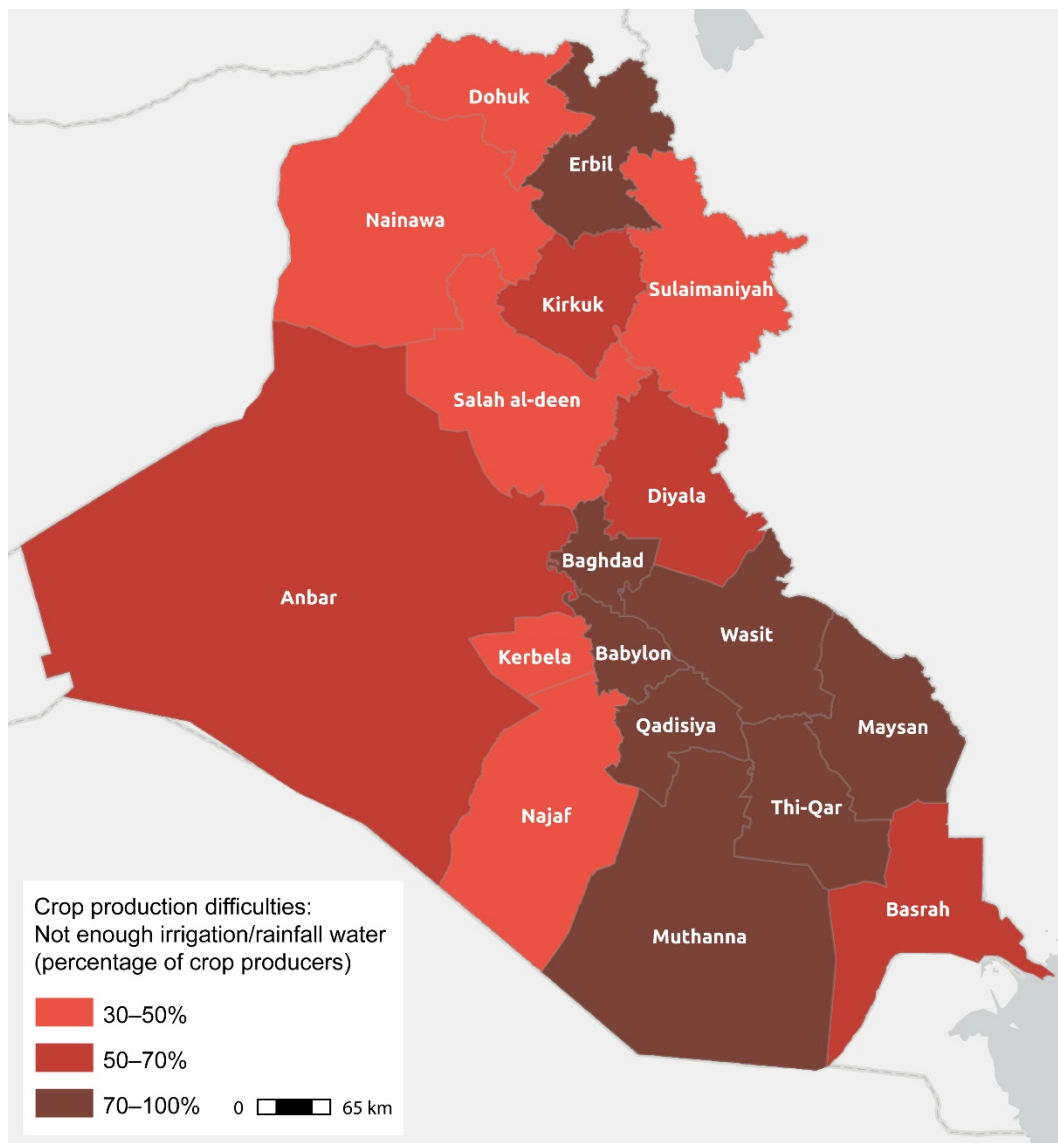 Dohuk
Erbil
Nainawa
Sulaimaniyah
Kirkuk
Salah al-deen
Diyala
Baghdad
Anbar
Wasit
Kerbela
Babylon
Qadisiya
Maysan
Thi-Qar
Najaf
Basrah
Muthanna
Crop production difficulties:
Not enough irrigation/rainfall water
(percentage of crop producers)
30–50%
50–70%
70–100%
0 65 km